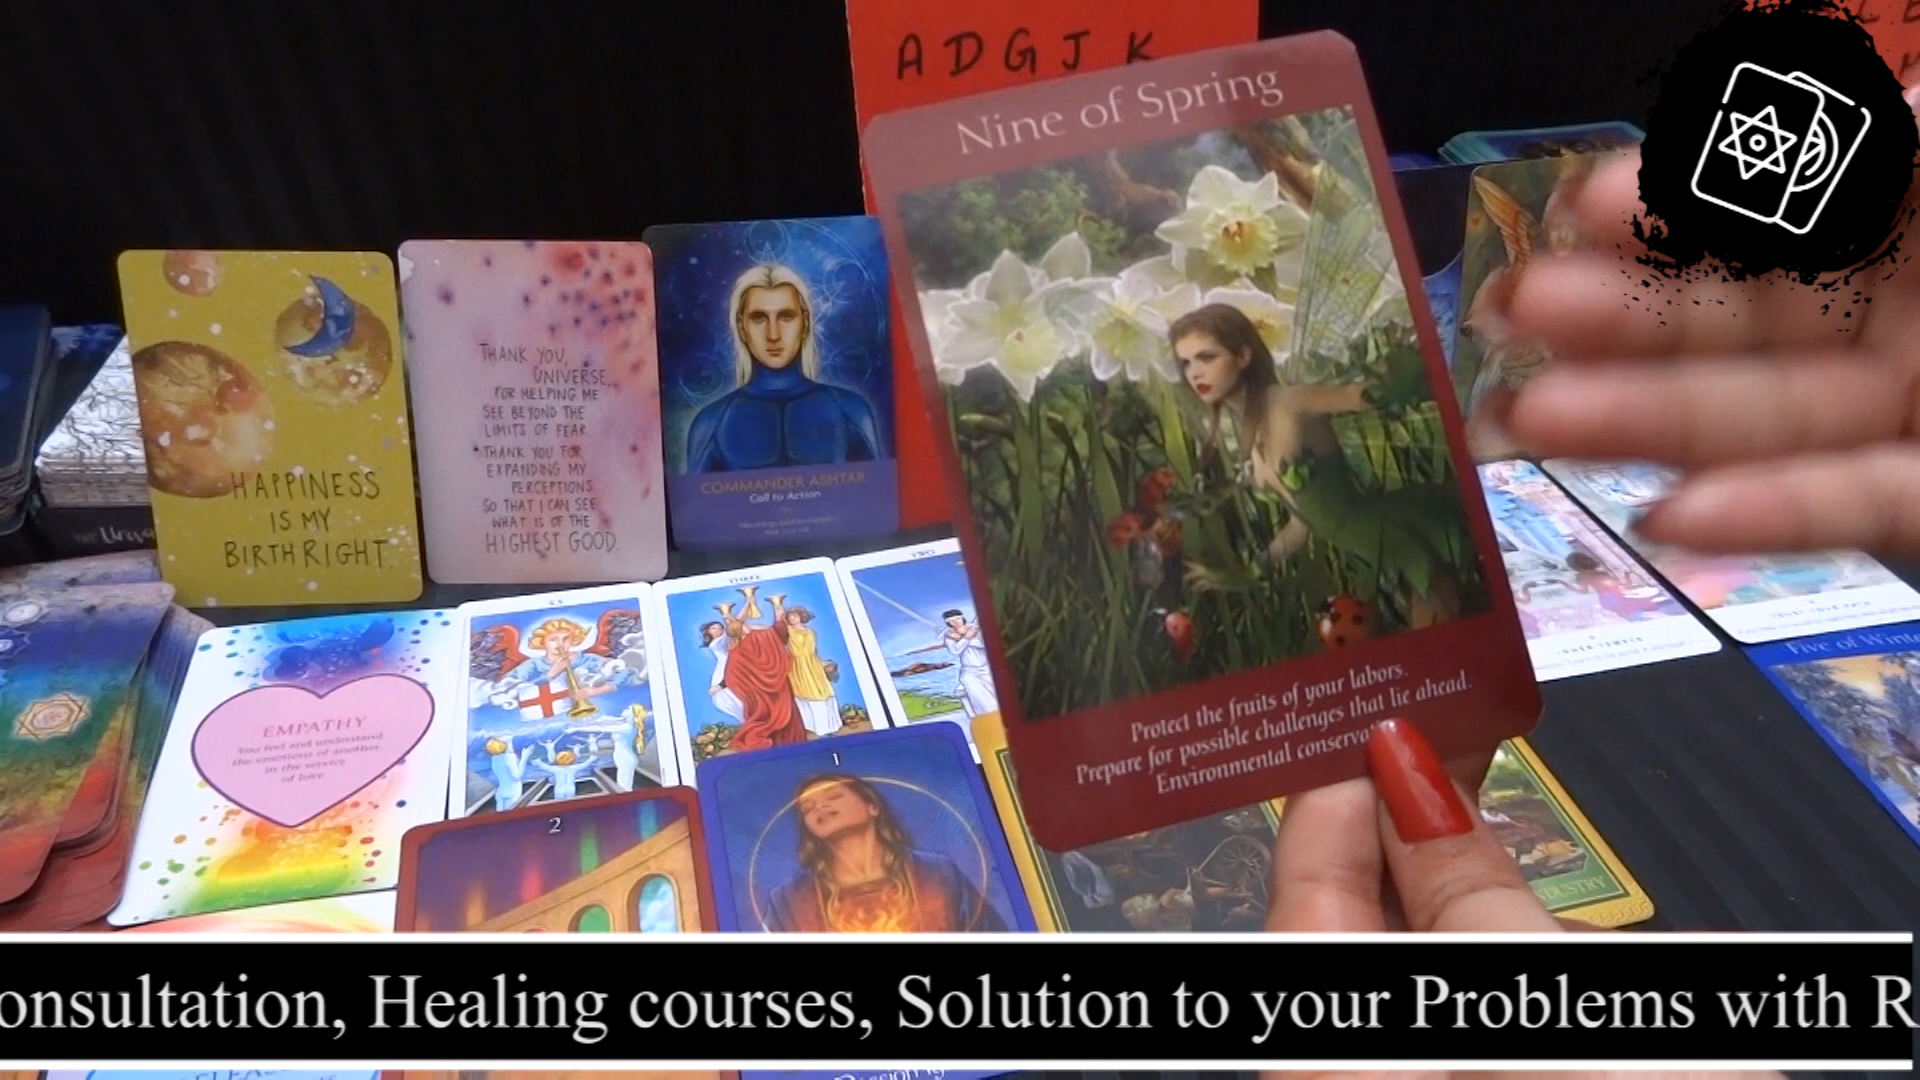 A D G J K
Nine of Spring
Protect the fruits of your labors.
Prepare for possible challenges that lie ahead.
Environmental
HAPPINESS
IS MY
BIRTHRIGHT
THANK YOU,
UNIVERSE,
FOR HELPING ME
SEE BEYOND THE
LIMITS OF FEAR
THANK YOU FOR
EXPANDING MY
PERCEPTIONS
SO THAT I CAN SEE
WHAT IS OF THE
HIGHEST GOOD.
COMMANDER ASHTAR
Call to Action
EMPATHY
You feel and understand
the emotions of another
in the service
of love.
THREE
TWO
2
1
INNER TEMPLE
Five of Winte
onsultation, Healing courses, Solution to your Problems with R